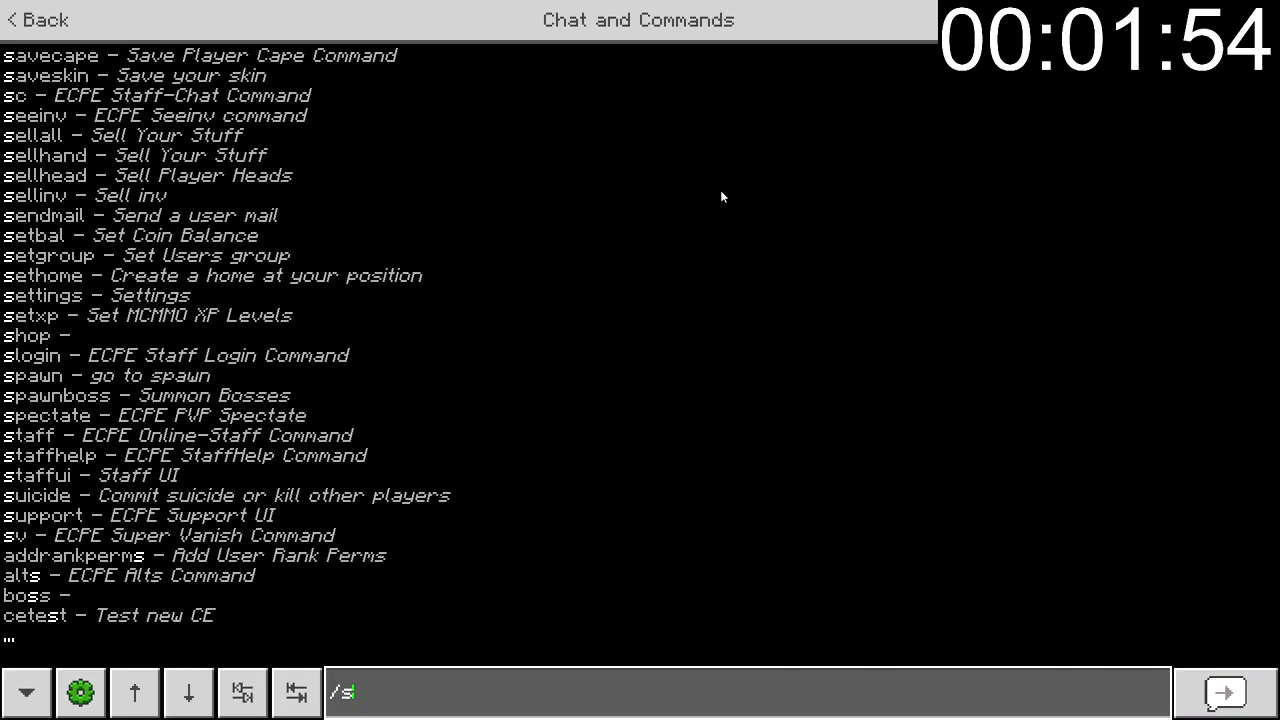 < Back
Chat and Commands
00:01:54
savecape - Save Player Cape Command
saveskin - Save your skin
sc - ECPE Staff-Chat Command
seeinv - ECPE Seeinv command
sellall - Sell Your Stuff
sellhand - Sell Your Stuff
sellhead - Sell Player Heads
sellinv - Sell inv
sendmail - Send a user mail
setbal - Set Coin Balance
setgroup - Set Users group
sethome - Create a home at your position
settings - Settings
setxp - Set MCMMO XP Levels
shop -
slogin - ECPE Staff Login Command
spawn - go to spawn
spawnboss - Summon Bosses
spectate - ECPE PVP Spectate
staff - ECPE Online-Staff Command
staffhelp - ECPE StaffHelp Command
staffui - Staff UI
suicide - Commit suicide or kill other players
support - ECPE Support UI
sv - ECPE Super Vanish Command
addrankperms - Add User Rank Perms
alts - ECPE Alts Command
boss -
cetest - Test new CE
...
/s